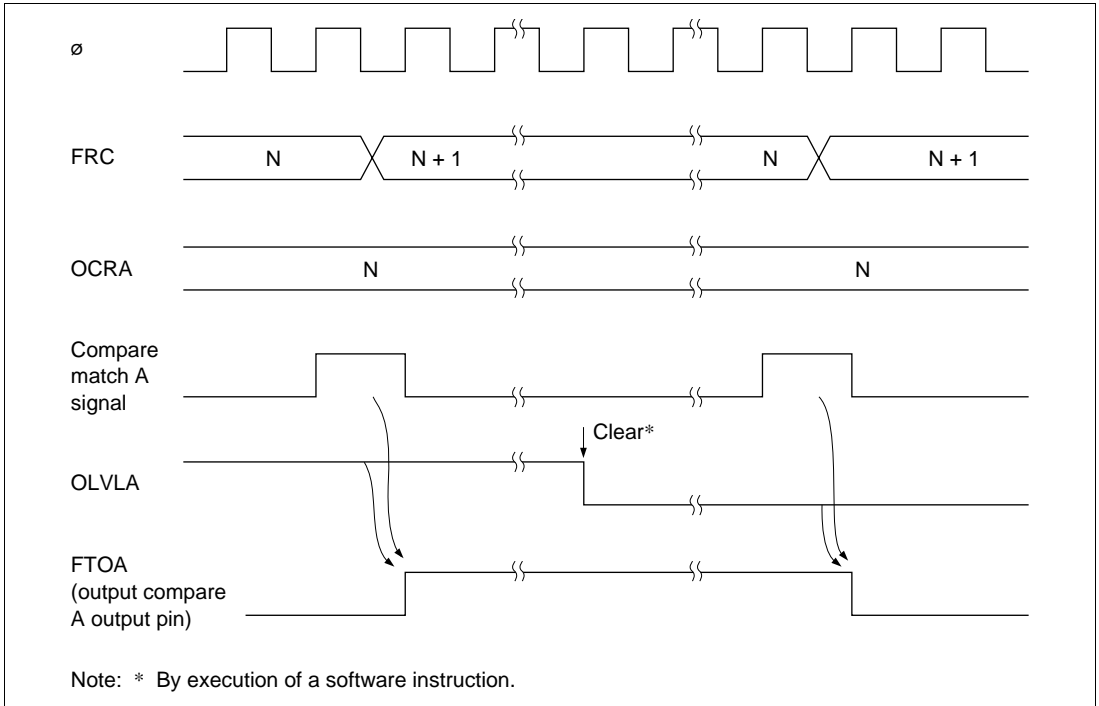 ø
FRC
N
N + 1
N
N + 1
OCRA
N
N
Compare
match A
signal
Clear*
OLVLA
FTOA
(output compare
A output pin)
Note: * By execution of a software instruction.